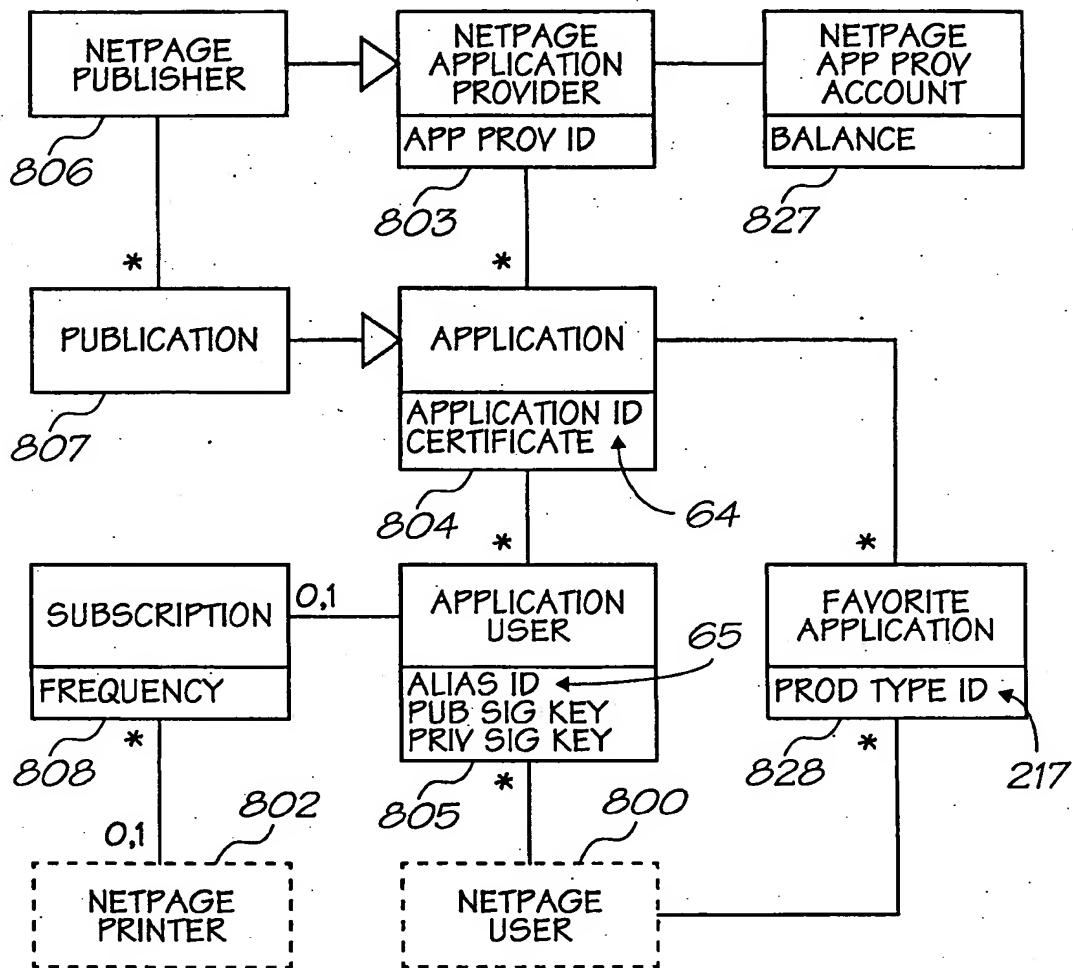 NETPAGE
PUBLISHER
806
NETPAGE
APPLICATION
PROVIDER
APP PROV ID
803
NETPAGE
APP PROV
ACCOUNT
BALANCE
827
*
*
PUBLICATION
807
APPLICATION
APPLICATION ID
CERTIFICATE
804
64
*
*
SUBSCRIPTION
FREQUENCY
808
0,1
APPLICATION
USER
ALIAS ID
PUB SIG KEY
PRIV SIG KEY
805
65
FAVORITE
APPLICATION
PROD TYPE ID
828
217
*
*
*
0,1
802
800
NETPAGE
PRINTER
NETPAGE
USER